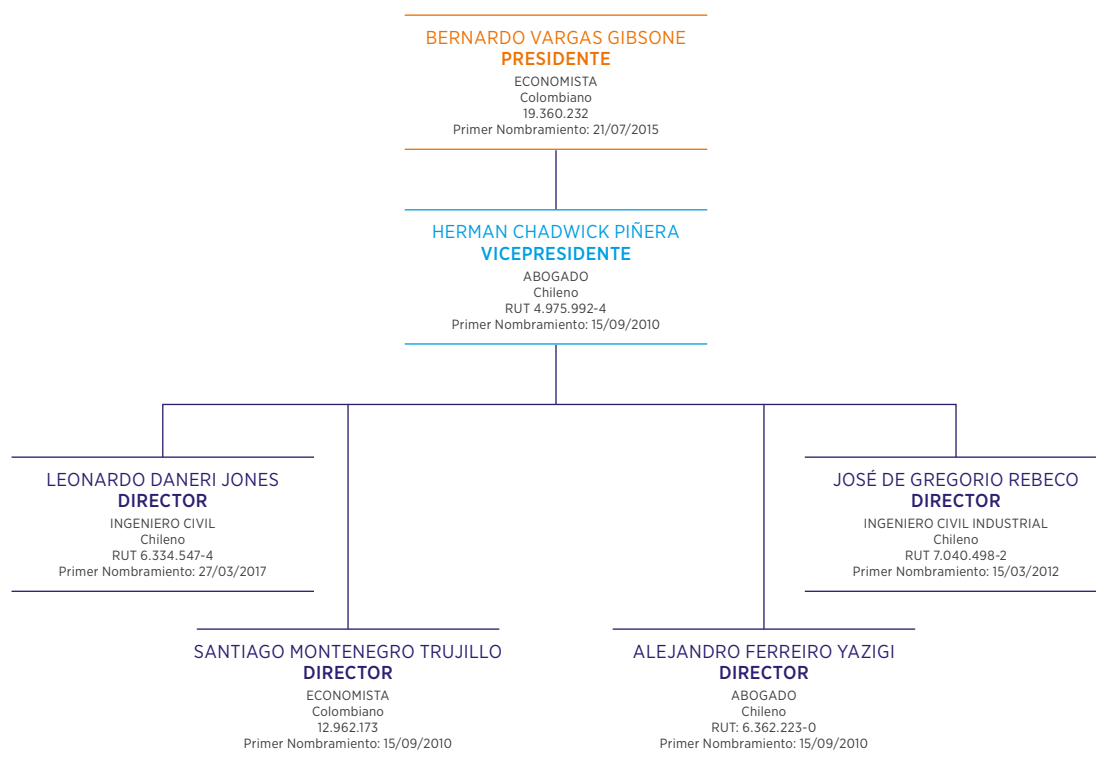 BERNARDO VARGAS GIBSONE
PRESIDENTE
ECONOMISTA
Colombiano
19.360.232
Primer Nombramiento: 21/07/2015
HERMAN CHADWICK PIÑERA
VICEPRESIDENTE
ABOGADO
Chileno
RUT 4.975.992-4
Primer Nombramiento: 15/09/2010
LEONARDO DANERI JONES
DIRECTOR
INGENIERO CIVIL
Chileno
RUT 6.334.547-4
Primer Nombramiento: 27/03/2017
JOSÉ DE GREGORIO REBECO
DIRECTOR
INGENIERO CIVIL INDUSTRIAL
Chileno
RUT 7.040.498-2
Primer Nombramiento: 15/03/2012
SANTIAGO MONTENEGRO TRUJILLO
DIRECTOR
ECONOMISTA
Colombiano
12.962.173
Primer Nombramiento: 15/09/2010
ALEJANDRO FERREIRO YAZIGI
DIRECTOR
ABOGADO
Chileno
RUT: 6.362.223-0
Primer Nombramiento: 15/09/2010